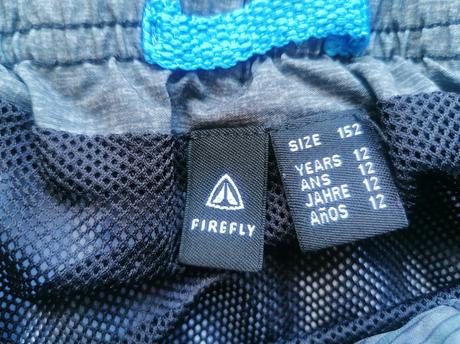 FIREFLY
SIZE 152
YEARS 12
ANS 12
JAHRE 12
AÑOS 12